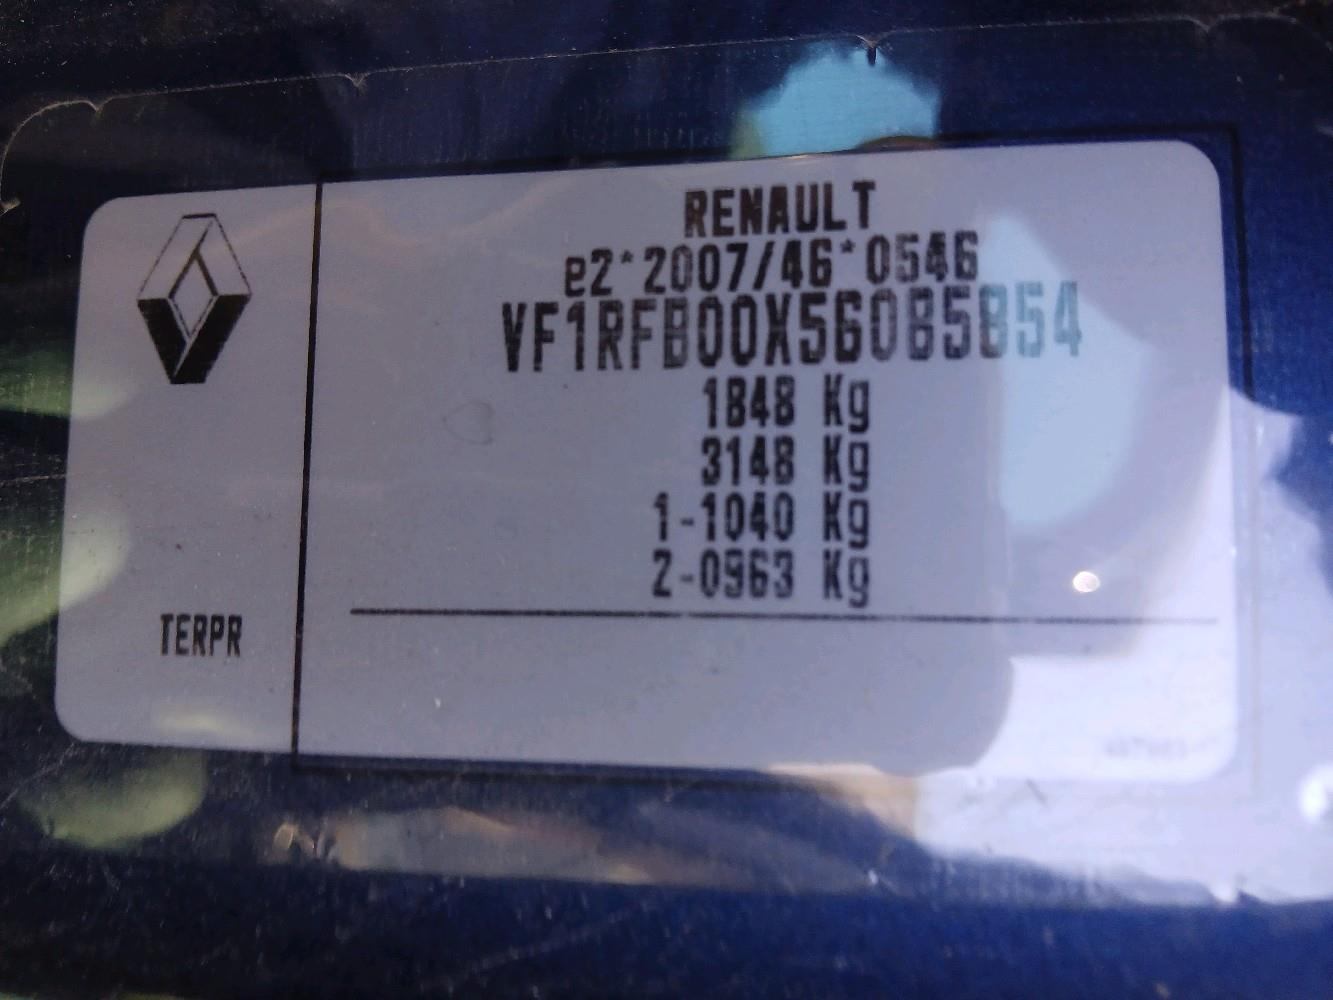 RENAULT
e2*2007/46*0546
VF1RFB00X56085854
1848 Kg
3148 Kg
1-1040 Kg
2-0963 Kg
TERPR